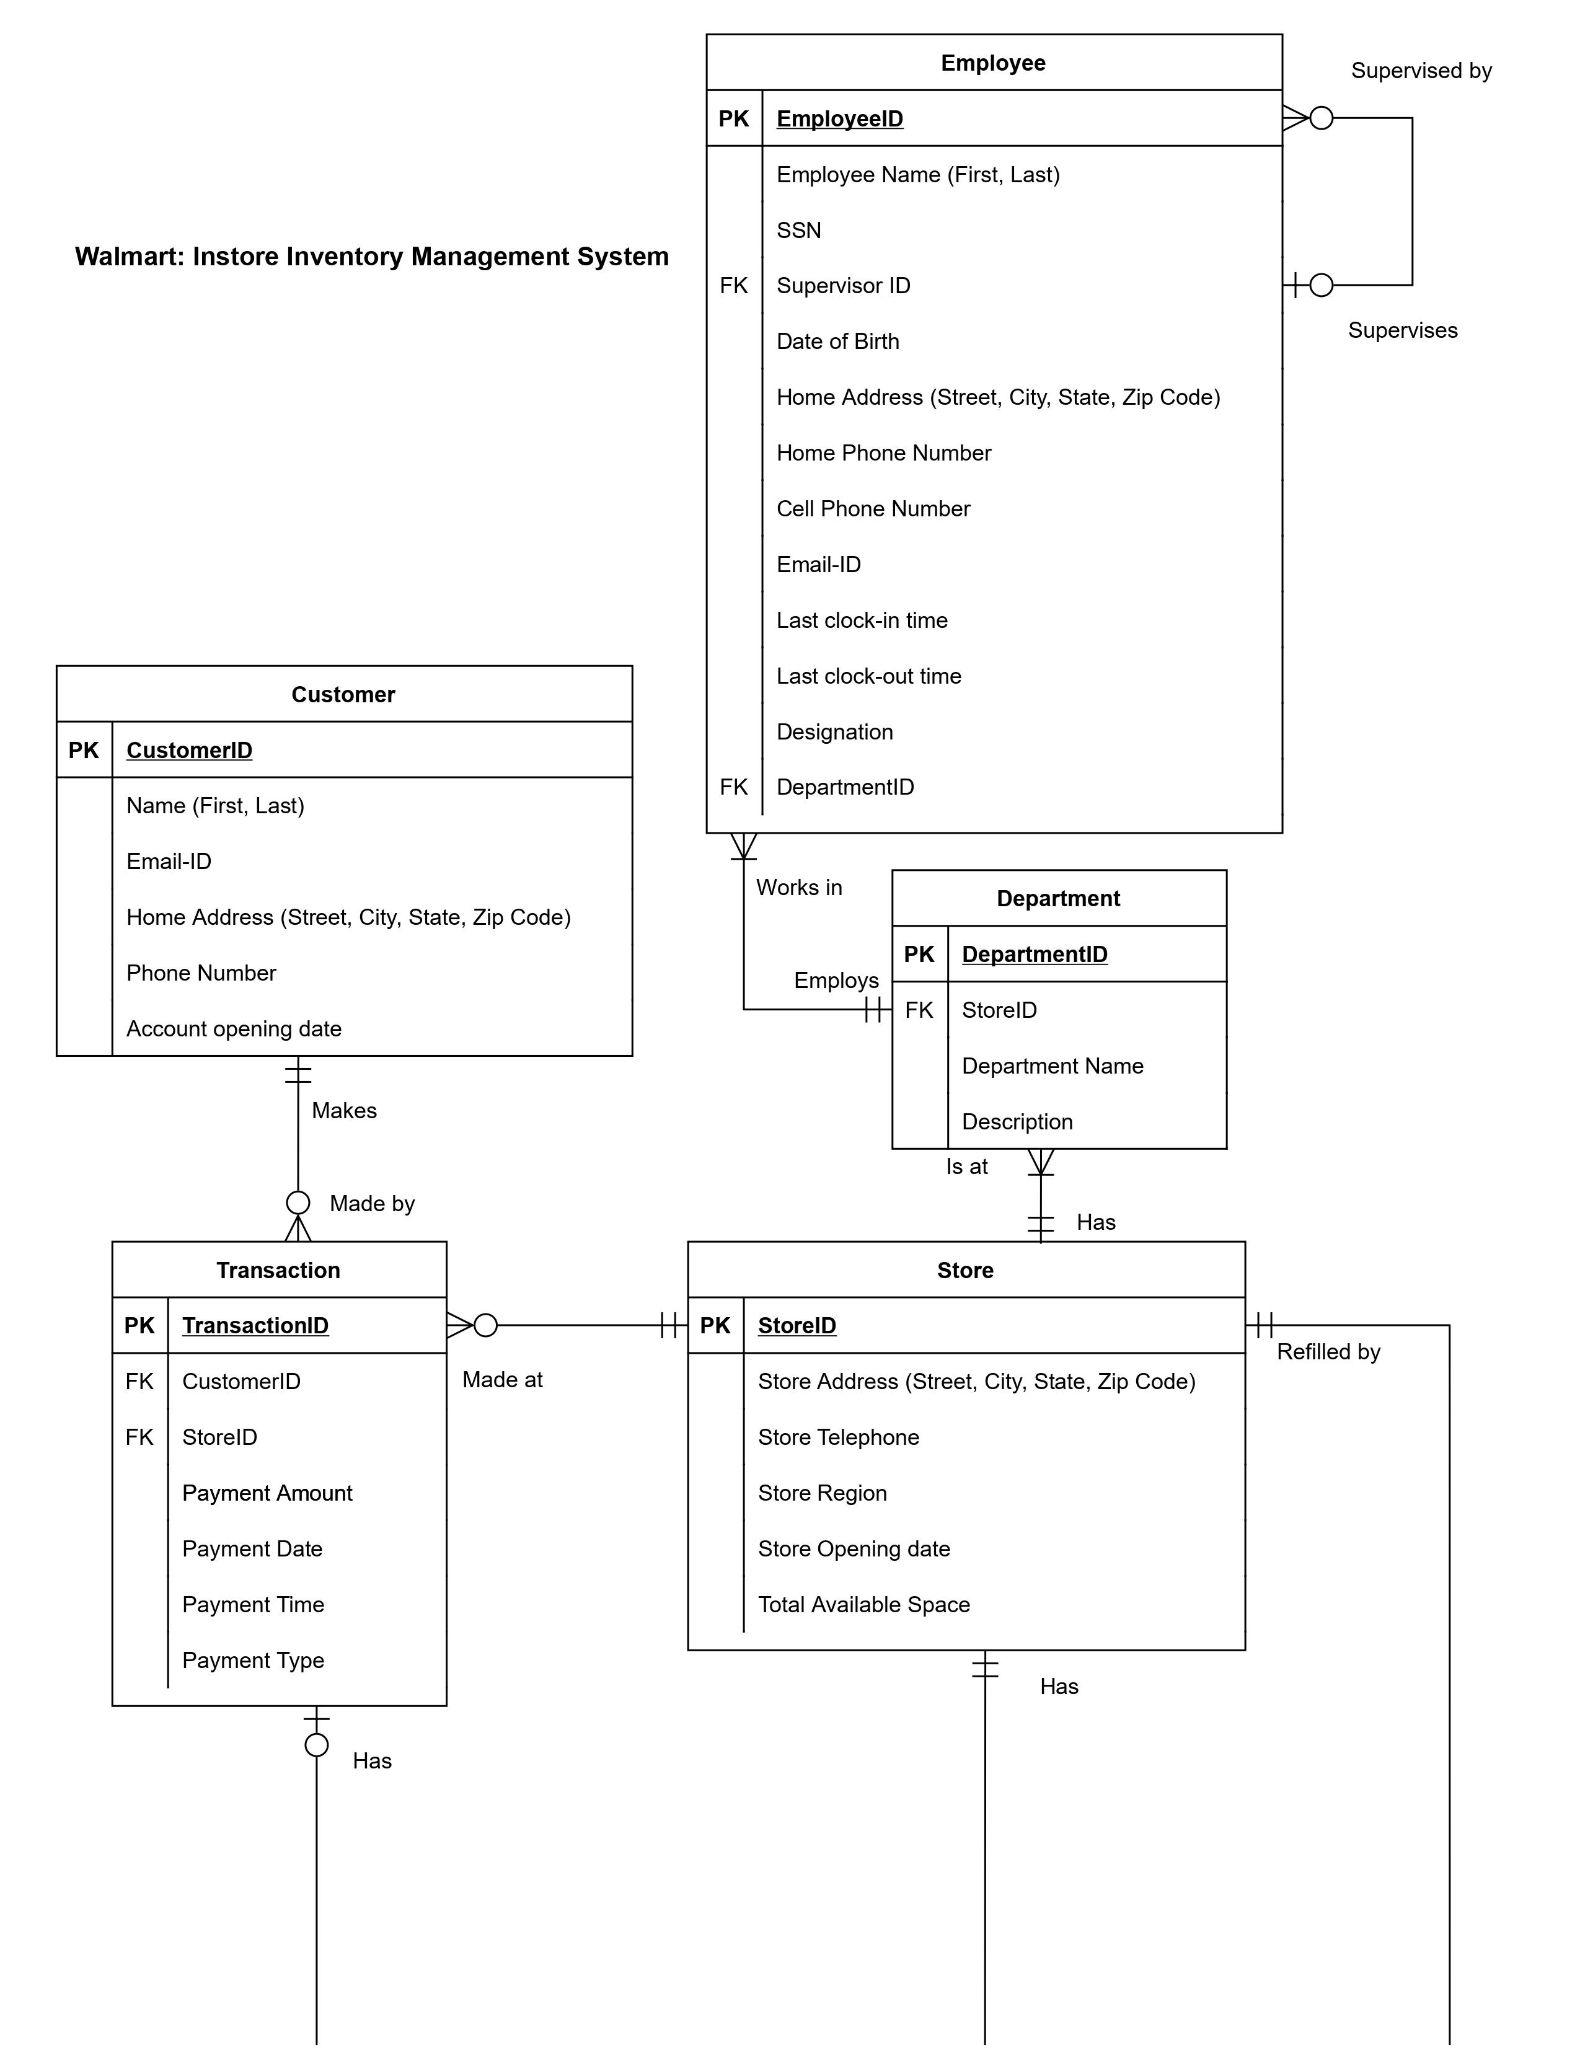 Employee
Supervised by
PK EmployeeID
Employee Name (First, Last)
SSN
Walmart: Instore Inventory Management System
FK Supervisor ID
Supervises
Date of Birth
Home Address (Street, City, State, Zip Code)
Home Phone Number
Cell Phone Number
Email-ID
Last clock-in time
Last clock-out time
Designation
FK DepartmentID
Customer
PK CustomerID
Name (First, Last)
Email-ID
Home Address (Street, City, State, Zip Code)
Phone Number
Account opening date
Works in
Employs
Department
PK DepartmentID
FK StoreID
Department Name
Description
Makes
Made by
Is at
Has
Transaction
PK TransactionID
FK CustomerID
FK StoreID
Payment Amount
Payment Date
Payment Time
Payment Type
Made at
Has
Store
PK StoreID
Store Address (Street, City, State, Zip Code)
Store Telephone
Store Region
Store Opening date
Total Available Space
Refilled by
Has